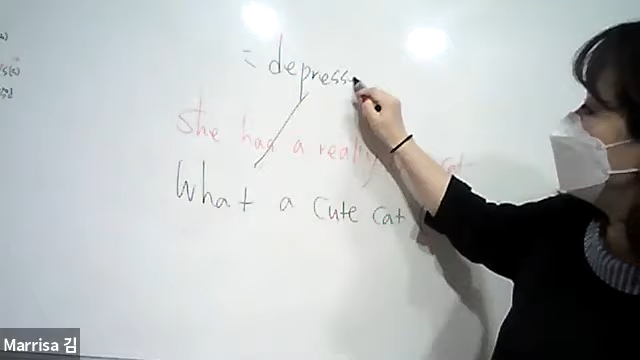 = depress
She has a really
What a cute cat
Marrisa 김